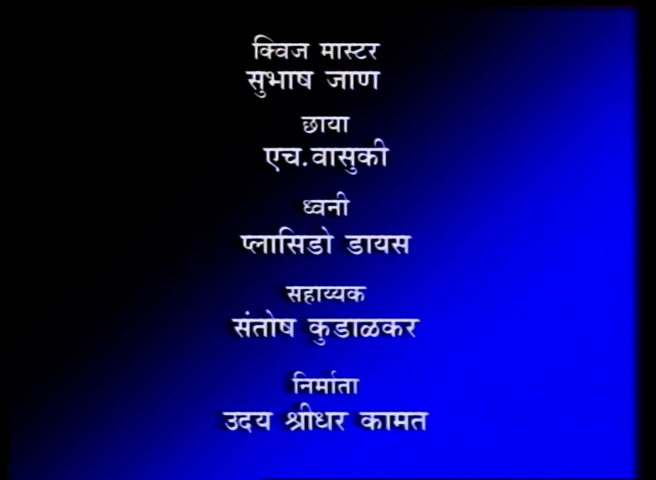 क्विज मास्टर
सुभाष जाण
छाया
एच.वासुकी
ध्वनी
प्लासिडो डायस
सहाय्यक
संतोष कुडाळकर
निर्माता
उदय श्रीधर कामत